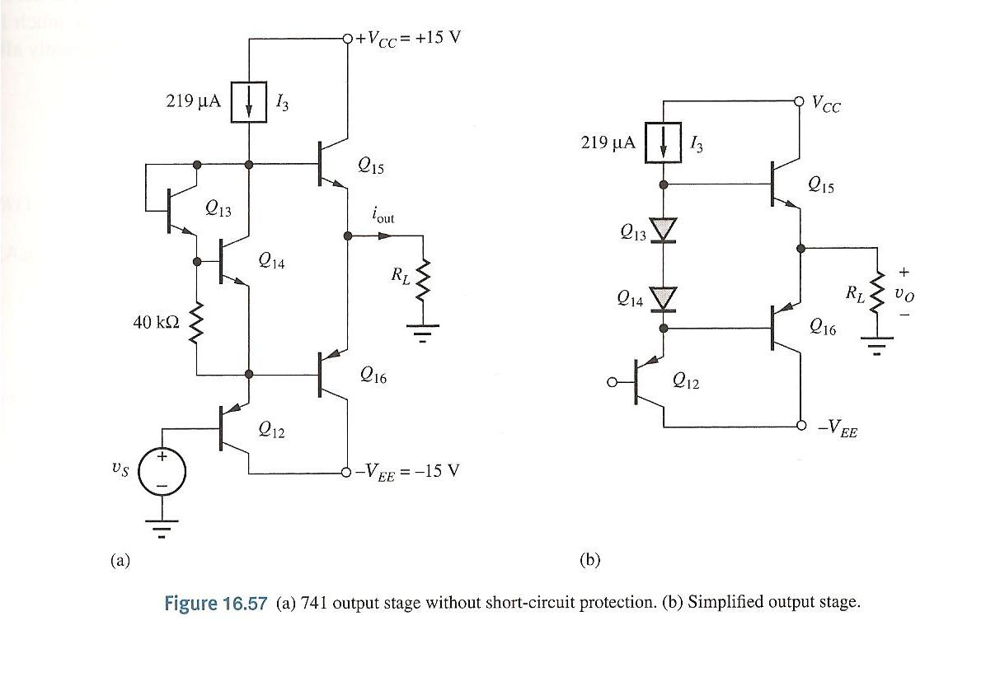 +VCC = +15 V
219 µA
I3
Q15
Q13
iout
Q14
RL
40 kΩ
Q16
Q12
vS
+
−
−VEE = −15 V
(a)
VCC
219 µA
I3
Q15
Q13
Q14
RL
+
vO
−
Q16
Q12
−VEE
(b)
Figure 16.57 (a) 741 output stage without short-circuit protection. (b) Simplified output stage.